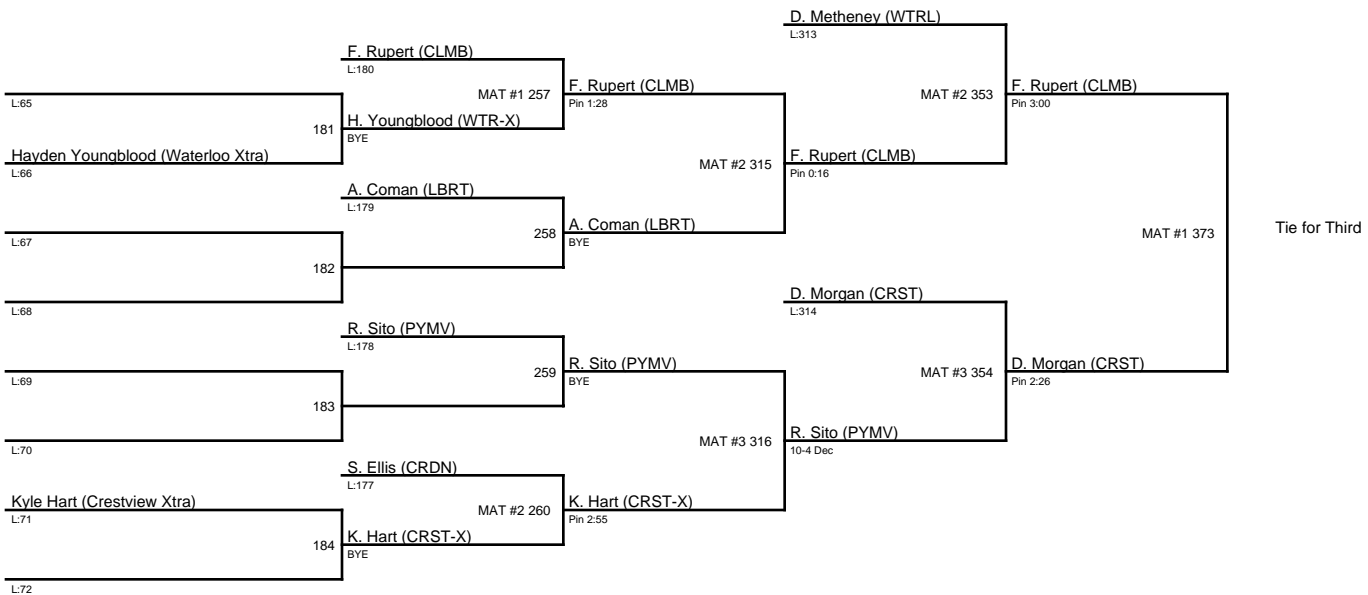 D. Metheney (WTRL)
L:313
F. Rupert (CLMB)
L:180
MAT #1 257
F. Rupert (CLMB)
Pin 1:28
MAT #2 353
F. Rupert (CLMB)
Pin 3:00
L:65
181
H. Youngblood (WTR-X)
BYE
Hayden Youngblood (Waterloo Xtra)
L:66
MAT #2 315
F. Rupert (CLMB)
Pin 0:16
A. Coman (LBRT)
L:179
258
A. Coman (LBRT)
BYE
L:67
MAT #1 373
Tie for Third
182
L:68
D. Morgan (CRST)
L:314
R. Sito (PYMV)
L:178
259
R. Sito (PYMV)
BYE
MAT #3 354
D. Morgan (CRST)
Pin 2:26
L:69
183
L:70
MAT #3 316
R. Sito (PYMV)
10-4 Dec
S. Ellis (CRDN)
L:177
Kyle Hart (Crestview Xtra)
L:71
MAT #2 260
K. Hart (CRST-X)
Pin 2:55
184
K. Hart (CRST-X)
BYE
L:72